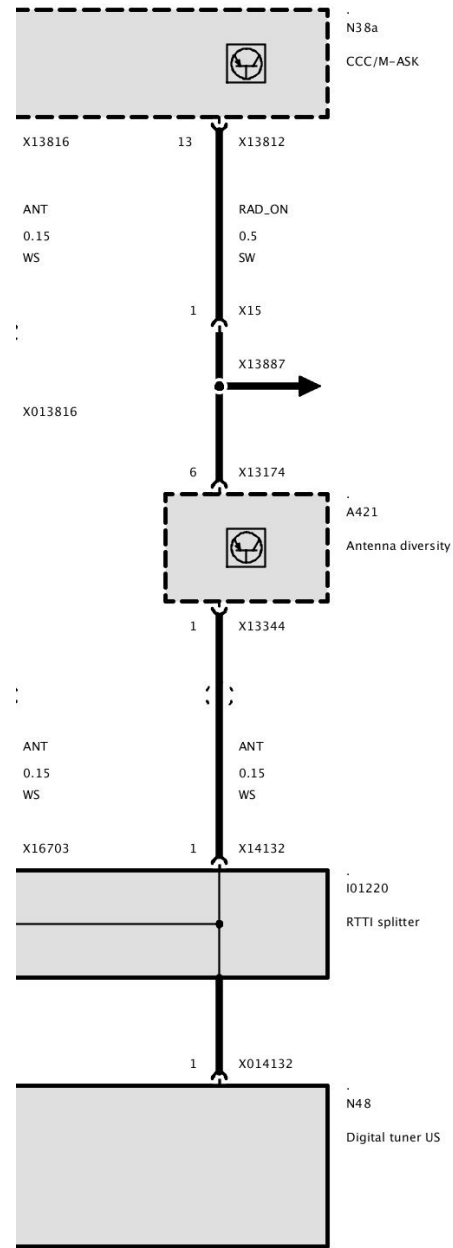 .
N38a
CCC/M-ASK
X13816 13 X13812
ANT RAD_ON
0.15 0.5
WS SW
1 X15
X13887
X013816
6 X13174
.
A421
Antenna diversity
1 X13344
ANT ANT
0.15 0.15
WS WS
X16703 1 X14132
.
I01220
RTTI splitter
1 X014132
.
N48
Digital tuner US